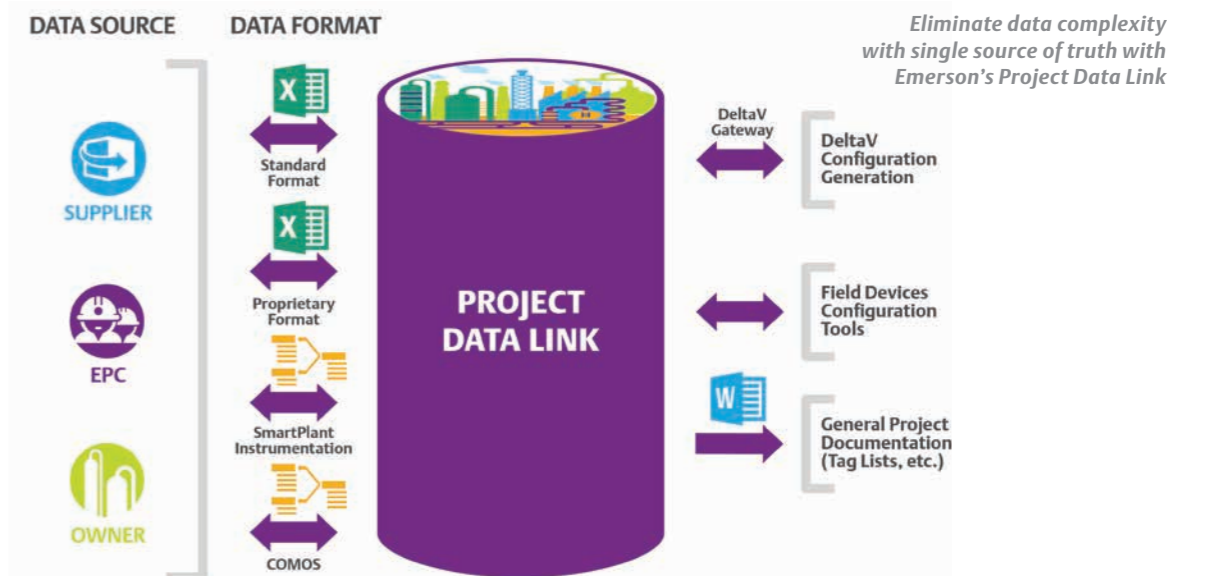 DATA SOURCE
DATA FORMAT
Eliminate data complexity
with single source of truth with
Emerson's Project Data Link
SUPPLIER
EPC
OWNER
X
Standard
Format
X
Proprietary
Format
SmartPlant
Instrumentation
COMOS
PROJECT
DATA LINK
DeltaV
Gateway
DeltaV
Configuration
Generation
Field Devices
Configuration
Tools
W
General Project
Documentation
(Tag Lists, etc.)